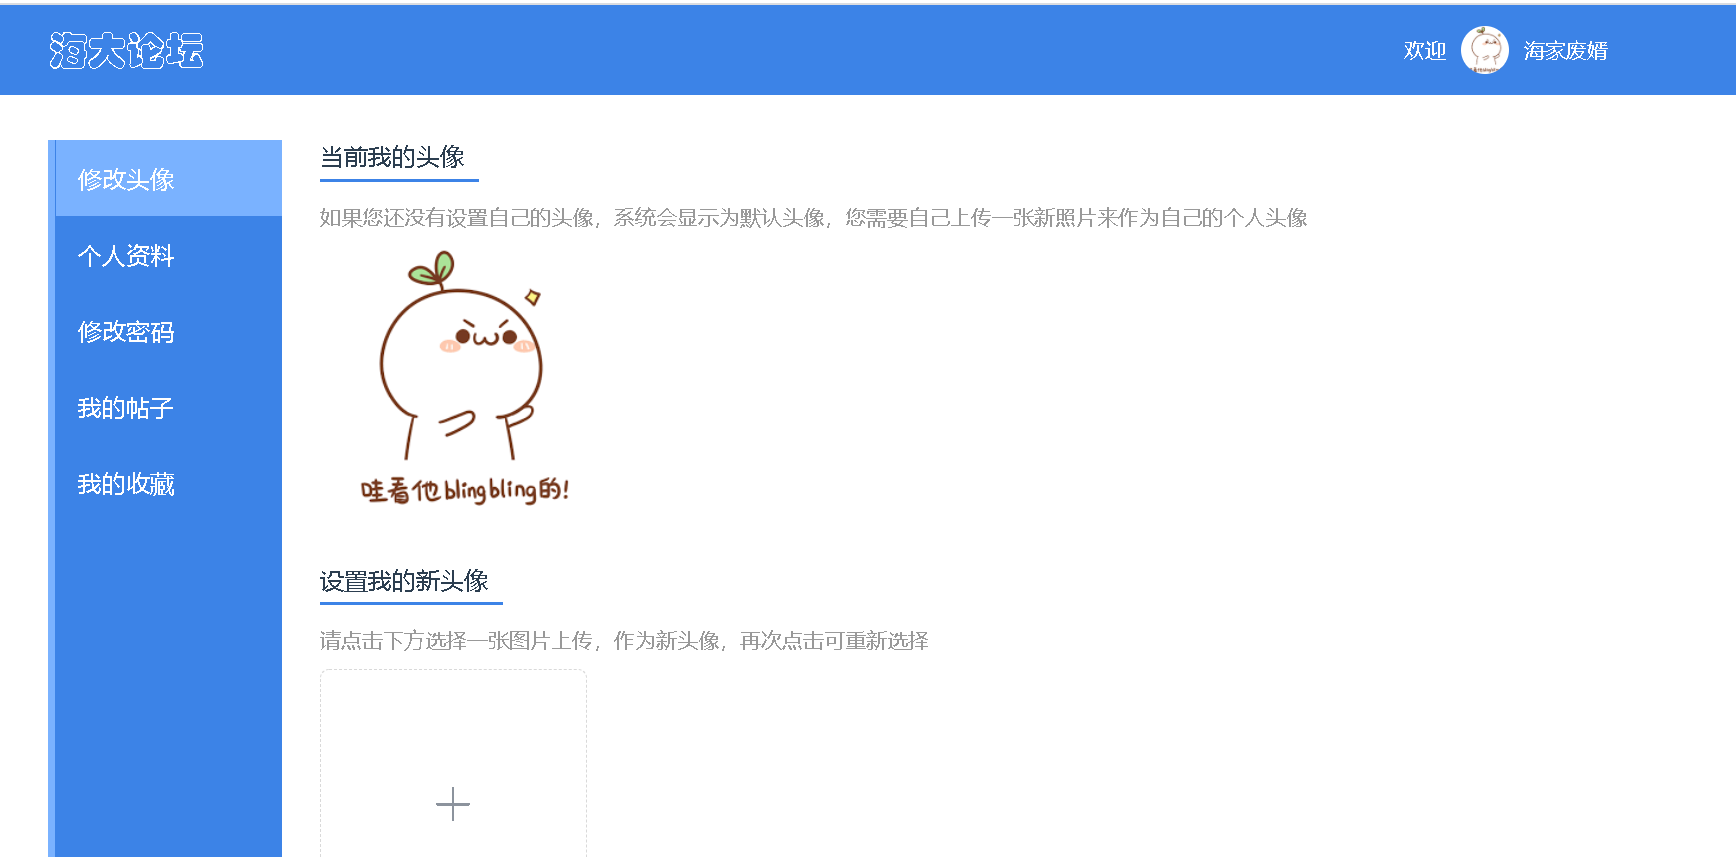 海大论坛
欢迎 海家废婿
修改头像
个人资料
修改密码
我的帖子
我的收藏
当前我的头像
如果您还没有设置自己的头像，系统会显示为默认头像，您需要自己上传一张新照片来作为自己的个人头像
哇看他blingbling的!
设置我的新头像
请点击下方选择一张图片上传，作为新头像，再次点击可重新选择